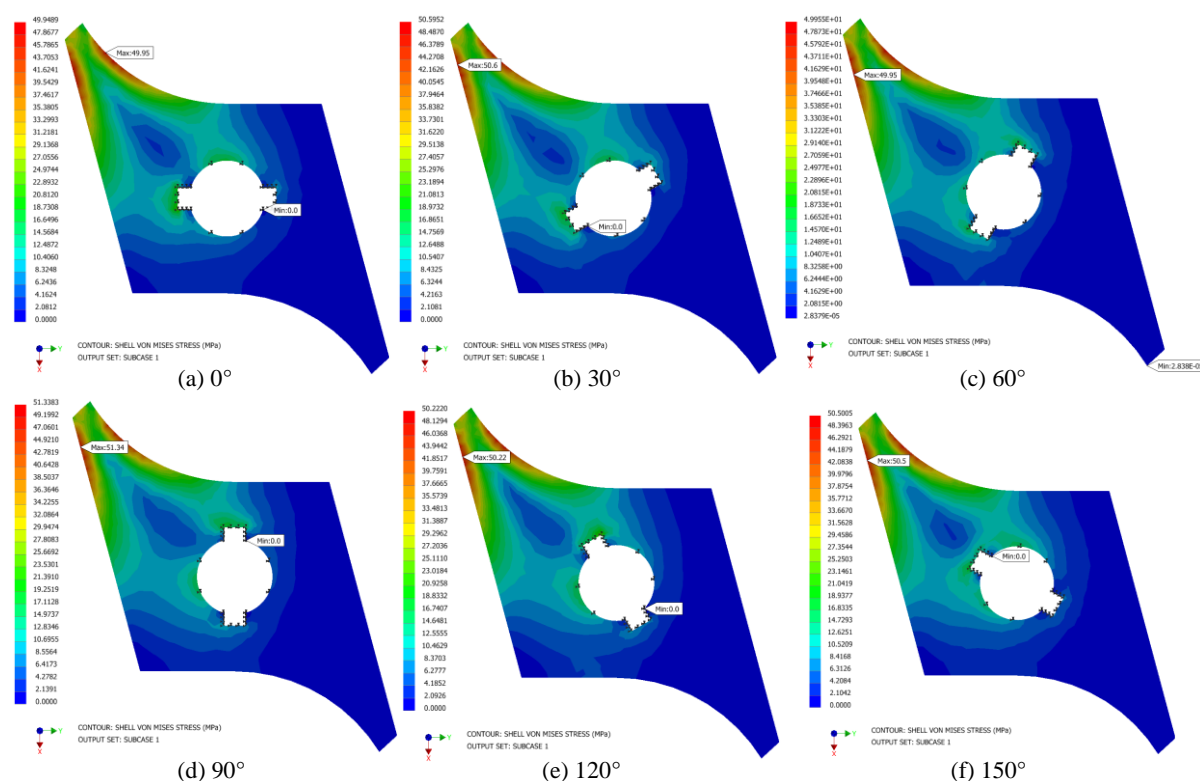 49.9489
47.8677
45.7865
43.7053
41.6241
39.5429
37.4617
35.3805
33.2993
31.2181
29.1368
27.0556
24.9744
22.8932
20.8120
18.7308
16.6496
14.5684
12.4872
10.4060
8.3248
6.2436
4.1624
2.0812
0.0000
Max:49.95
Min:0.0
CONTOUR: SHELL VON MISES STRESS (MPa)
OUTPUT SET: SUBCASE 1
Y
X
(a) 0°
50.5952
48.4870
46.3789
44.2708
42.1626
40.0545
37.9464
35.8382
33.7301
31.6220
29.5138
27.4057
25.2976
23.1894
21.0813
18.9732
16.8651
14.7569
12.6488
10.5407
8.4325
6.3244
4.2163
2.1081
0.0000
Max:50.6
Min:0.0
CONTOUR: SHELL VON MISES STRESS (MPa)
OUTPUT SET: SUBCASE 1
Y
X
(b) 30°
4.9955E+01
4.7873E+01
4.5792E+01
4.3711E+01
4.1629E+01
3.9548E+01
3.7466E+01
3.5385E+01
3.3303E+01
3.1222E+01
2.9140E+01
2.7059E+01
2.4977E+01
2.2896E+01
2.0815E+01
1.8733E+01
1.6652E+01
1.4570E+01
1.2489E+01
1.0407E+01
8.3258E+00
6.2444E+00
4.1629E+00
2.0815E+00
2.8379E-05
Max:49.95
Min:2.838E-0
CONTOUR: SHELL VON MISES STRESS (MPa)
OUTPUT SET: SUBCASE 1
Y
X
(c) 60°
51.3383
49.1992
47.0601
44.9210
42.7819
40.6428
38.5037
36.3646
34.2255
32.0864
29.9474
27.8083
25.6692
23.5301
21.3910
19.2519
17.1128
14.9737
12.8346
10.6955
8.5564
6.4173
4.2782
2.1391
0.0000
Max:51.34
Min:0.0
CONTOUR: SHELL VON MISES STRESS (MPa)
OUTPUT SET: SUBCASE 1
Y
X
(d) 90°
50.2220
48.1294
46.0368
43.9442
41.8517
39.7591
37.6665
35.5739
33.4813
31.3887
29.2962
27.2036
25.1110
23.0184
20.9258
18.8332
16.7407
14.6481
12.5555
10.4629
8.3703
6.2777
4.1852
2.0926
0.0000
Max:50.22
Min:0.0
CONTOUR: SHELL VON MISES STRESS (MPa)
OUTPUT SET: SUBCASE 1
Y
X
(e) 120°
50.5005
48.3963
46.2921
44.1879
42.0838
39.9796
37.8754
35.7712
33.6670
31.5628
29.4586
27.3544
25.2503
23.1461
21.0419
18.9377
16.8335
14.7293
12.6251
10.5209
8.4168
6.3126
4.2084
2.1042
0.0000
Max:50.5
Min:0.0
CONTOUR: SHELL VON MISES STRESS (MPa)
OUTPUT SET: SUBCASE 1
Y
X
(f) 150°